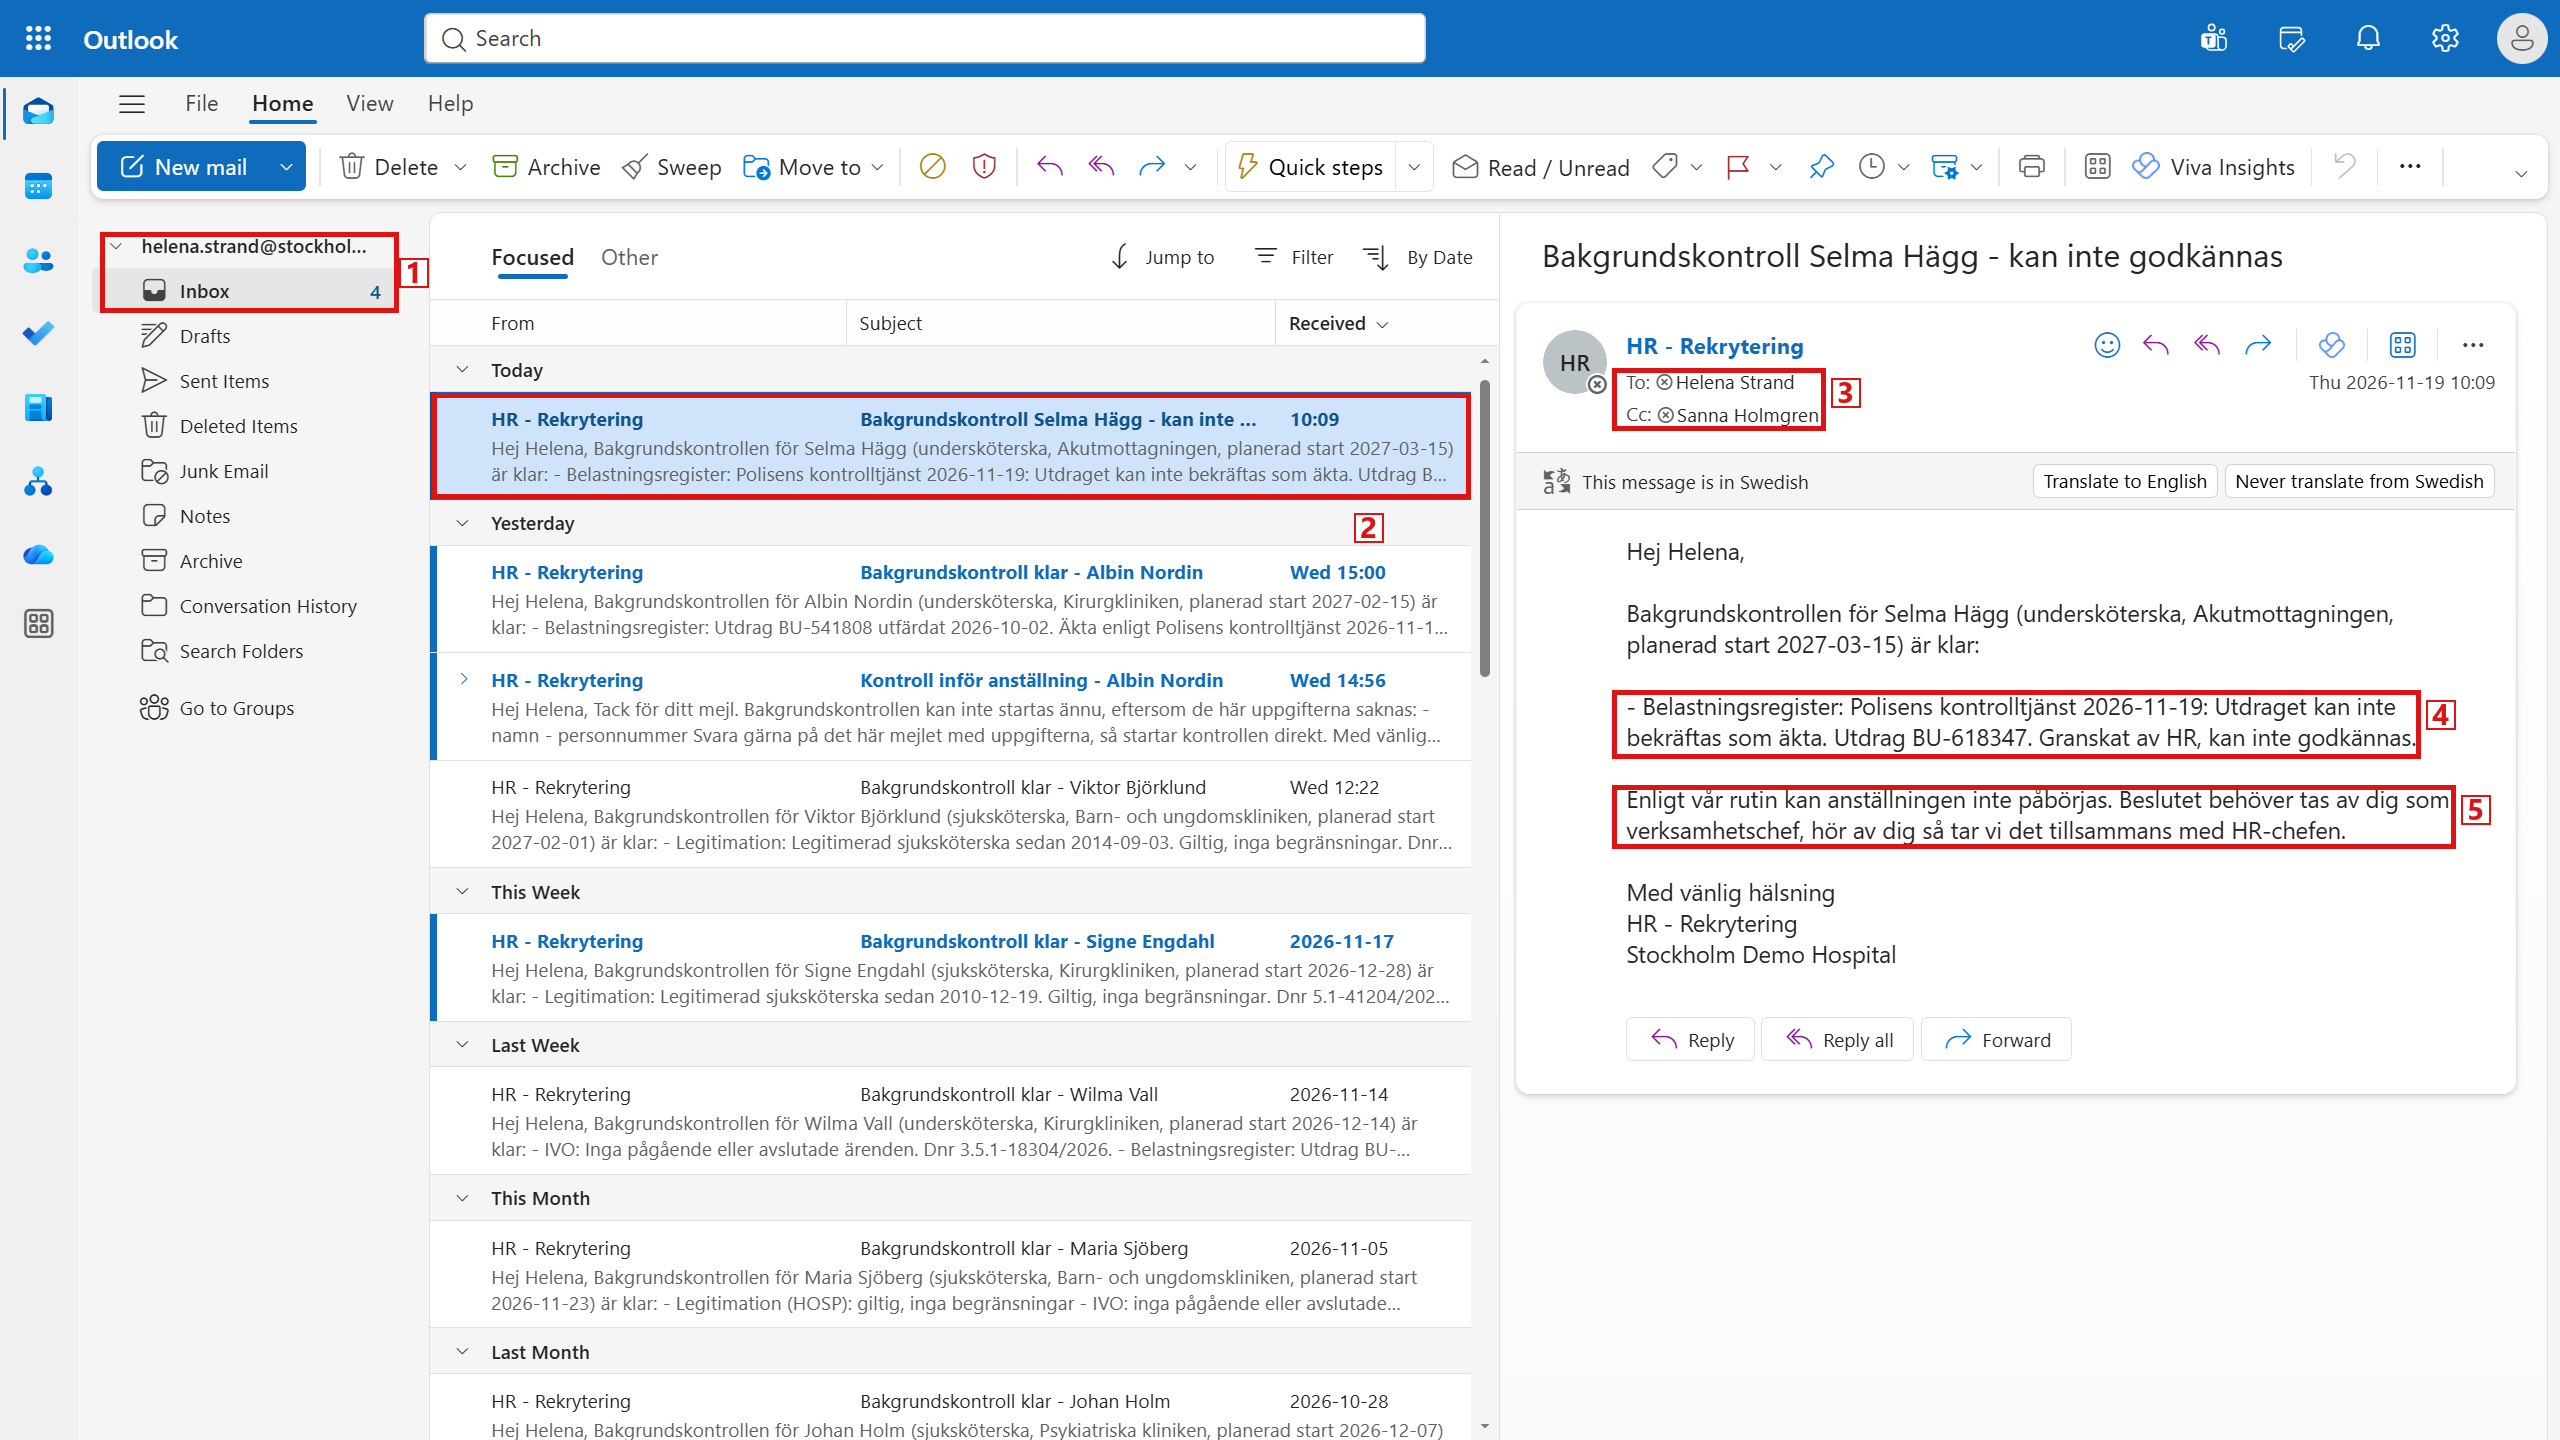 Outlook
Search
File
Home
View
Help
New mail
Delete
Archive
Sweep
Move to
Quick steps
Read / Unread
Viva Insights
helena.strand@stockhol...
1
Inbox
4
Drafts
Sent Items
Deleted Items
Junk Email
Notes
Archive
Conversation History
Search Folders
Go to Groups
Focused
Other
Jump to
Filter
By Date
From
Subject
Received
Today
HR - Rekrytering
Bakgrundskontroll Selma Hägg - kan inte ...
10:09
Hej Helena, Bakgrundskontrollen för Selma Hägg (undersköterska, Akutmottagningen, planerad start 2027-03-15)
är klar: - Belastningsregister: Polisens kontrolltjänst 2026-11-19: Utdraget kan inte bekräftas som äkta. Utdrag B...
Yesterday
2
HR - Rekrytering
Bakgrundskontroll klar - Albin Nordin
Wed 15:00
Hej Helena, Bakgrundskontrollen för Albin Nordin (undersköterska, Kirurgkliniken, planerad start 2027-02-15) är
klar: - Belastningsregister: Utdrag BU-541808 utfärdat 2026-10-02. Äkta enligt Polisens kontrolltjänst 2026-11-1...
HR - Rekrytering
Kontroll inför anställning - Albin Nordin
Wed 14:56
Hej Helena, Tack för ditt mejl. Bakgrundskontrollen kan inte startas ännu, eftersom de här uppgifterna saknas: -
namn - personnummer Svara gärna på det här mejlet med uppgifterna, så startar kontrollen direkt. Med vänlig...
HR - Rekrytering
Bakgrundskontroll klar - Viktor Björklund
Wed 12:22
Hej Helena, Bakgrundskontrollen för Viktor Björklund (sjuksköterska, Barn- och ungdomskliniken, planerad start
2027-02-01) är klar: - Legitimation: Legitimerad sjuksköterska sedan 2014-09-03. Giltig, inga begränsningar. Dnr...
This Week
HR - Rekrytering
Bakgrundskontroll klar - Signe Engdahl
2026-11-17
Hej Helena, Bakgrundskontrollen för Signe Engdahl (sjuksköterska, Kirurgkliniken, planerad start 2026-12-28) är
klar: - Legitimation: Legitimerad sjuksköterska sedan 2010-12-19. Giltig, inga begränsningar. Dnr 5.1-41204/202...
Last Week
HR - Rekrytering
Bakgrundskontroll klar - Wilma Vall
2026-11-14
Hej Helena, Bakgrundskontrollen för Wilma Vall (undersköterska, Kirurgkliniken, planerad start 2026-12-14) är
klar: - IVO: Inga pågående eller avslutade ärenden. Dnr 3.5.1-18304/2026. - Belastningsregister: Utdrag BU-...
This Month
HR - Rekrytering
Bakgrundskontroll klar - Maria Sjöberg
2026-11-05
Hej Helena, Bakgrundskontrollen för Maria Sjöberg (sjuksköterska, Barn- och ungdomskliniken, planerad start
2026-11-23) är klar: - Legitimation (HOSP): giltig, inga begränsningar - IVO: inga pågående eller avslutade...
Last Month
HR - Rekrytering
Bakgrundskontroll klar - Johan Holm
2026-10-28
Hej Helena, Bakgrundskontrollen för Johan Holm (sjuksköterska, Psykiatriska kliniken, planerad start 2026-12-07)
Bakgrundskontroll Selma Hägg - kan inte godkännas
HR
HR - Rekrytering
To: Helena Strand
3
Cc: Sanna Holmgren
Thu 2026-11-19 10:09
This message is in Swedish
Translate to English
Never translate from Swedish
Hej Helena,
Bakgrundskontrollen för Selma Hägg (undersköterska, Akutmottagningen,
planerad start 2027-03-15) är klar:
- Belastningsregister: Polisens kontrolltjänst 2026-11-19: Utdraget kan inte
bekräftas som äkta. Utdrag BU-618347. Granskat av HR, kan inte godkännas.
4
Enligt vår rutin kan anställningen inte påbörjas. Beslutet behöver tas av dig som
verksamhetschef, hör av dig så tar vi det tillsammans med HR-chefen.
5
Med vänlig hälsning
HR - Rekrytering
Stockholm Demo Hospital
Reply
Reply all
Forward